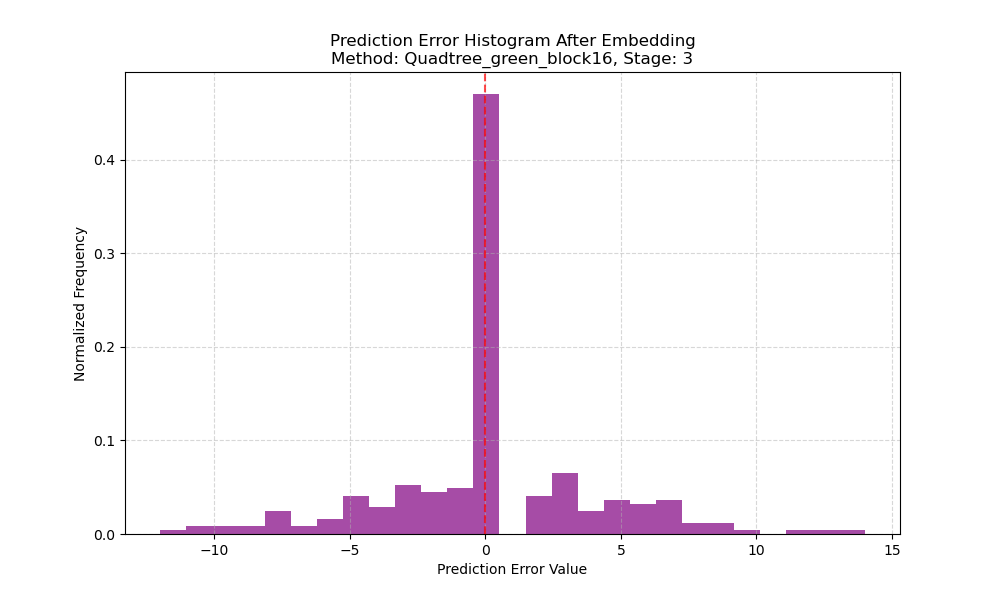 Prediction Error Histogram After Embedding
Method: Quadtree_green_block16, Stage: 3
Normalized Frequency
0.4
0.3
0.2
0.1
0.0
−10
−5
0
5
10
15
Prediction Error Value